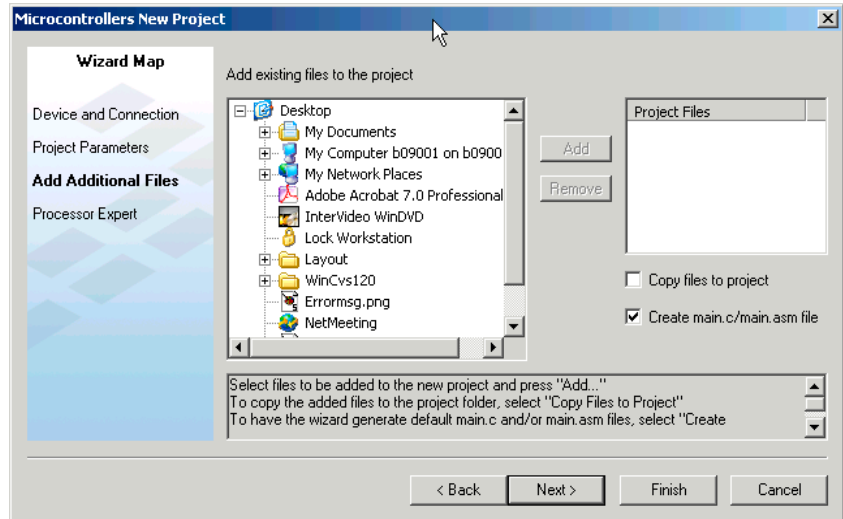 Microcontrollers New Project
Wizard Map
Device and Connection
Project Parameters
Add Additional Files
Processor Expert
Add existing files to the project
Desktop
My Documents
My Computer b09001 on b0900
My Network Places
Adobe Acrobat 7.0 Professional
InterVideo WinDVD
Lock Workstation
Layout
WinCvs120
Errormsg.png
NetMeeting
Add
Remove
Project Files
Copy files to project
Create main.c/main.asm file
Select files to be added to the new project and press "Add..."
To copy the added files to the project folder, select "Copy Files to Project"
To have the wizard generate default main.c and/or main.asm files, select "Create
< Back
Next >
Finish
Cancel